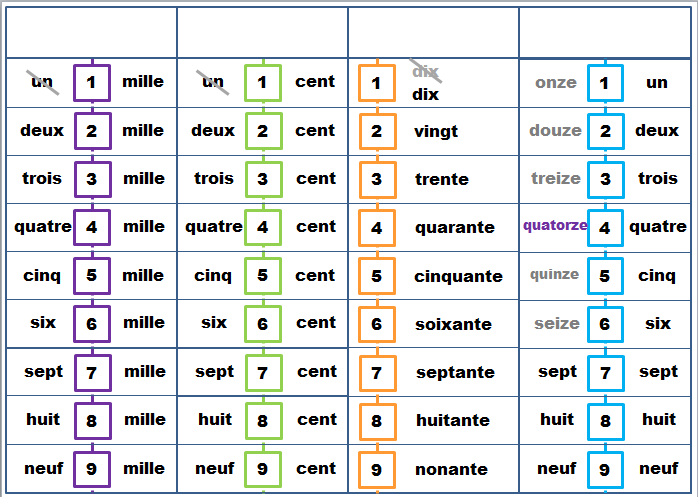 un 1 mille un 1 cent 1 dix onze 1 un
dix
deux 2 mille deux 2 cent 2 vingt douze 2 deux
trois 3 mille trois 3 cent 3 trente treize 3 trois
quatre 4 mille quatre 4 cent 4 quarante quatorze 4 quatre
cinq 5 mille cinq 5 cent 5 cinquante quinze 5 cinq
six 6 mille six 6 cent 6 soixante seize 6 six
sept 7 mille sept 7 cent 7 septante sept 7 sept
huit 8 mille huit 8 cent 8 huitante huit 8 huit
neuf 9 mille neuf 9 cent 9 nonante neuf 9 neuf